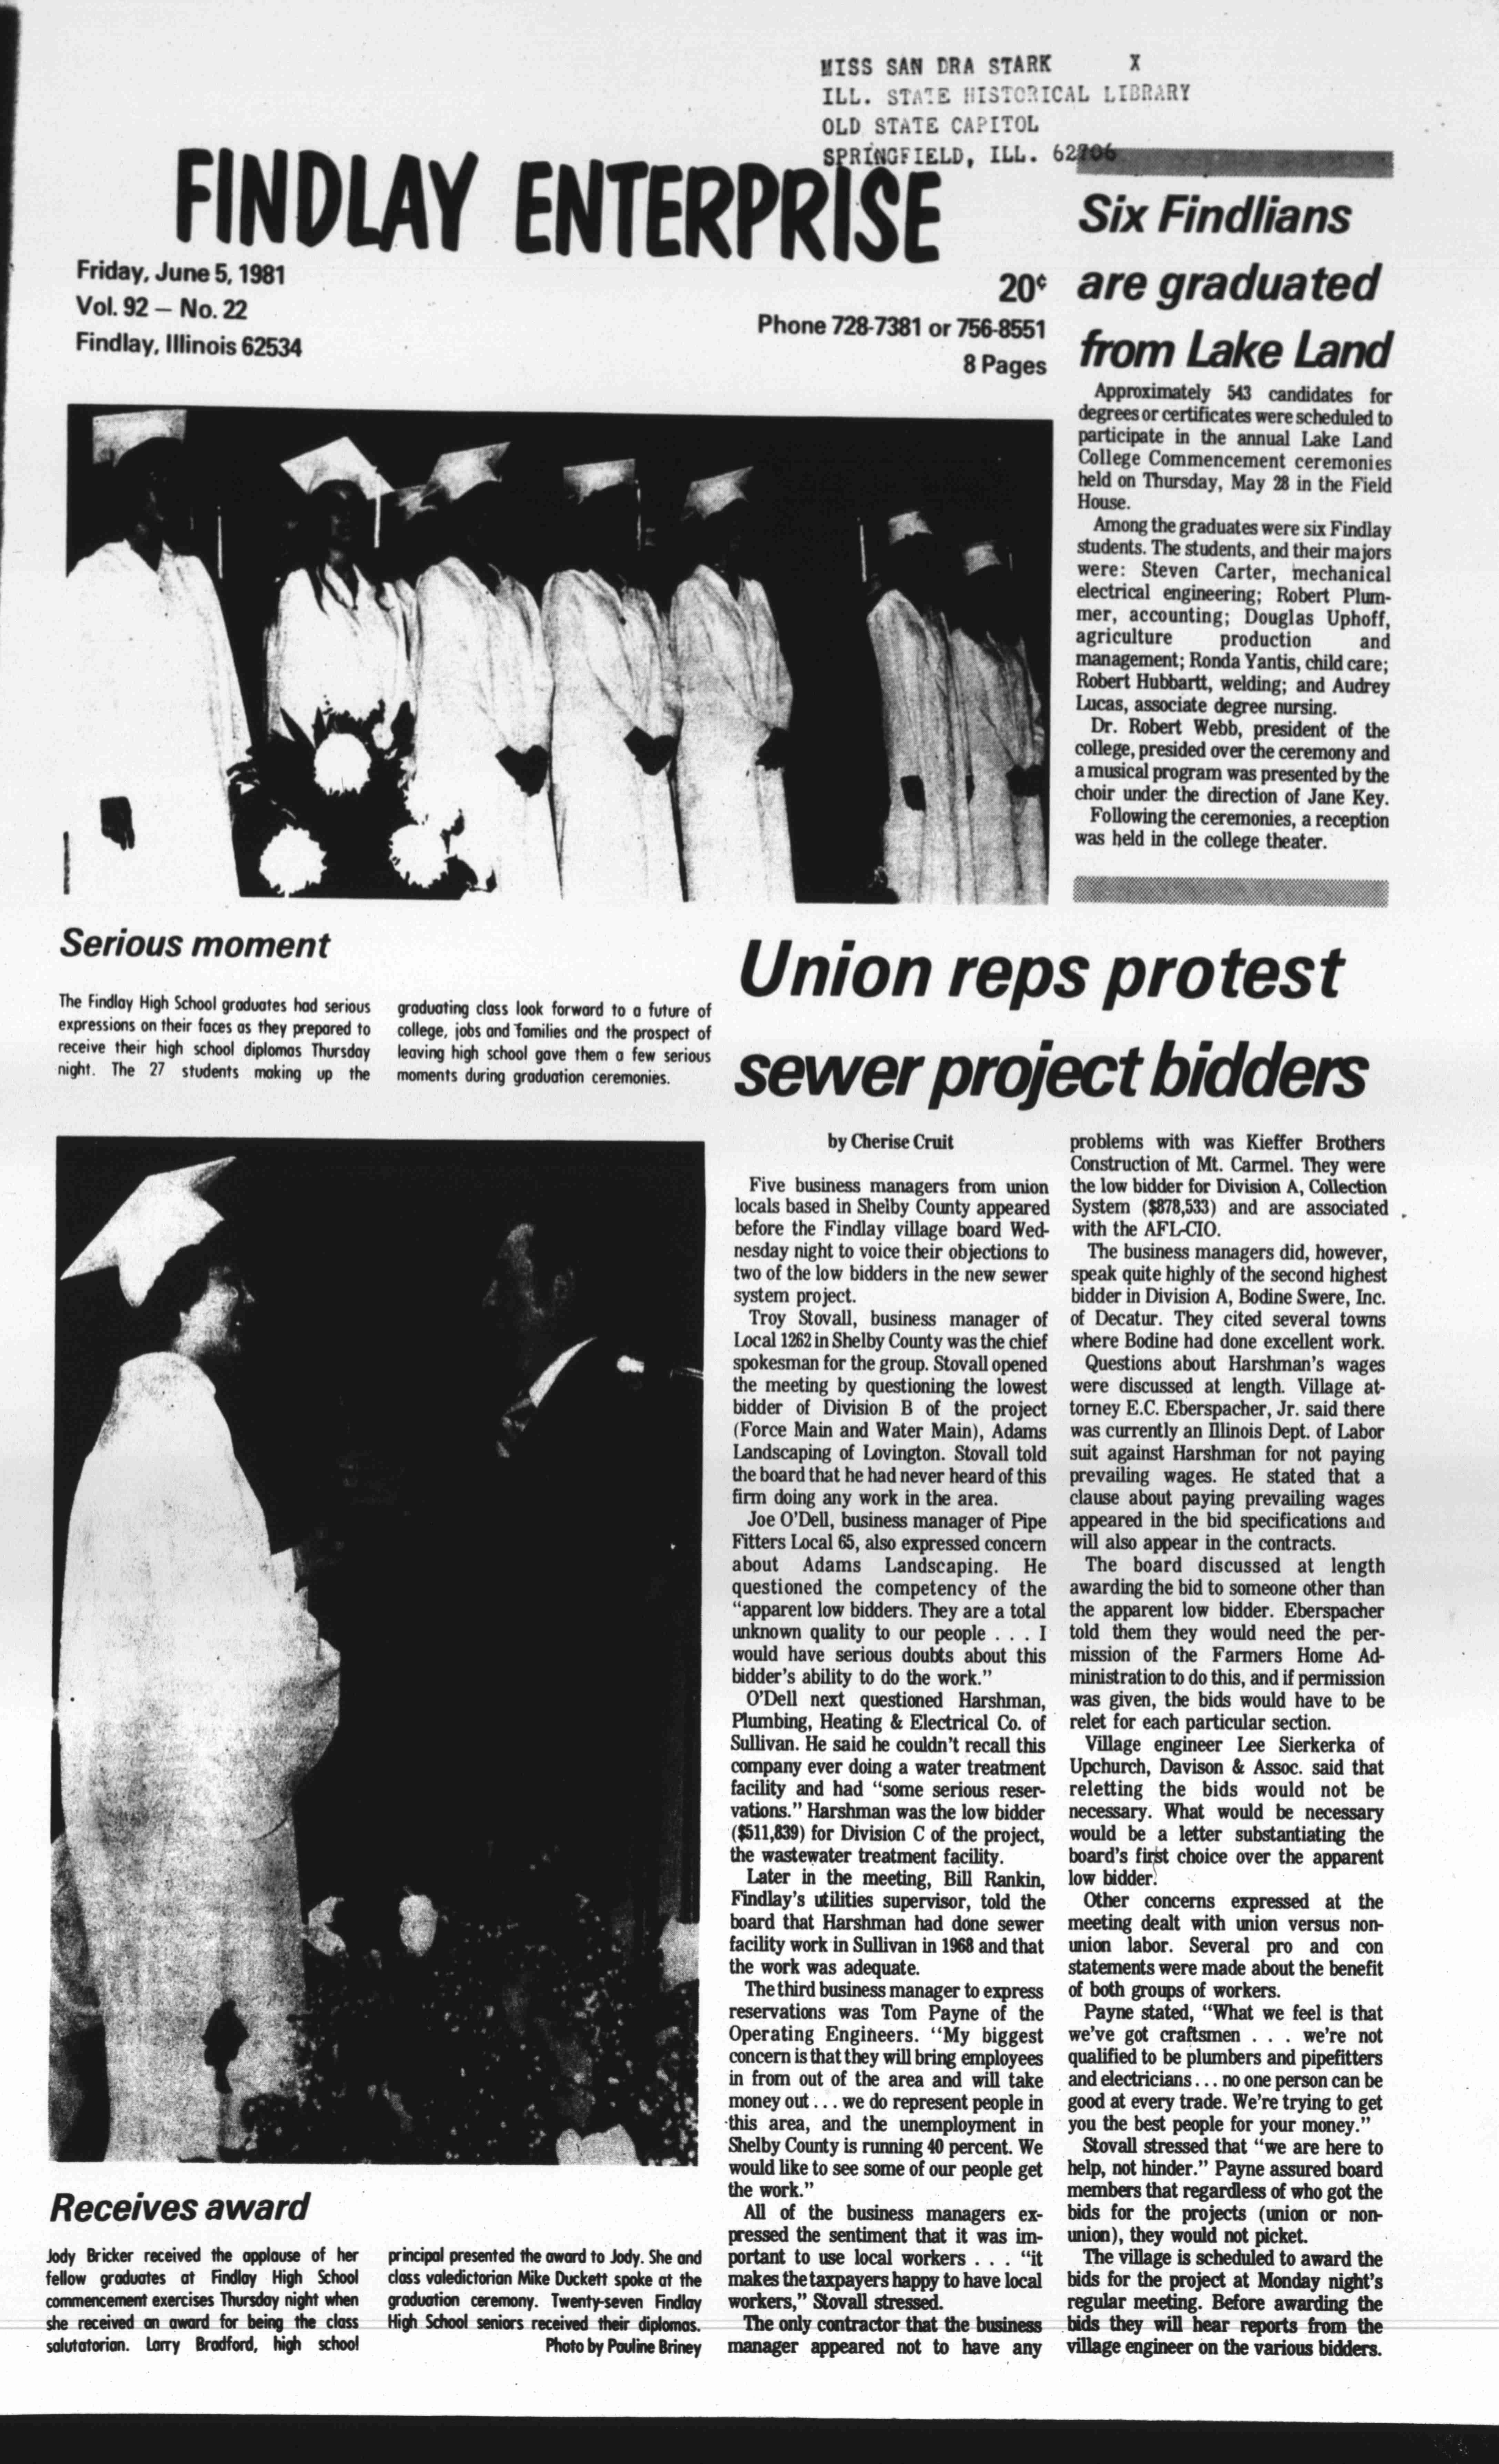 MISS SAN DRA STARK X
ILL. STATE HISTORICAL LIBRARY
OLD STATE CAPITOL
SPRINGFIELD, ILL. 62706
FINDLAY ENTERPRISE
Friday, June 5, 1981
Vol. 92 — No. 22
Findlay, Illinois 62534
20¢
Phone 728-7381 or 756-8551
8 Pages
Six Findlians
are graduated
from Lake Land
Approximately 543 candidates for
degrees or certificates were scheduled to
participate in the annual Lake Land
College Commencement ceremonies
held on Thursday, May 28 in the Field
House.
Among the graduates were six Findlay
students. The students, and their majors
were: Steven Carter, mechanical
electrical engineering; Robert Plum-
mer, accounting; Douglas Uphoff,
agriculture production and
management; Ronda Yantis, child care;
Robert Hubbartt, welding; and Audrey
Lucas, associate degree nursing.
Dr. Robert Webb, president of the
college, presided over the ceremony and
a musical program was presented by the
choir under the direction of Jane Key.
Following the ceremonies, a reception
was held in the college theater.
Serious moment
The Findlay High School graduates had serious
expressions on their faces as they prepared to
receive their high school diplomas Thursday
night. The 27 students making up the
graduating class look forward to a future of
college, jobs and families and the prospect of
leaving high school gave them a few serious
moments during graduation ceremonies.
Union reps protest
sewer project bidders
by Cherise Cruit
Five business managers from union
locals based in Shelby County appeared
before the Findlay village board Wed-
nesday night to voice their objections to
two of the low bidders in the new sewer
system project.
Troy Stovall, business manager of
Local 1262 in Shelby County was the chief
spokesman for the group. Stovall opened
the meeting by questioning the lowest
bidder of Division B of the project
(Force Main and Water Main), Adams
Landscaping of Lovington. Stovall told
the board that he had never heard of this
firm doing any work in the area.
Joe O'Dell, business manager of Pipe
Fitters Local 65, also expressed concern
about Adams Landscaping. He
questioned the competency of the
"apparent low bidders. They are a total
unknown quality to our people . . . I
would have serious doubts about this
bidder's ability to do the work."
O'Dell next questioned Harshman,
Plumbing, Heating & Electrical Co. of
Sullivan. He said he couldn't recall this
company ever doing a water treatment
facility and had "some serious reser-
vations." Harshman was the low bidder
($511,839) for Division C of the project,
the wastewater treatment facility.
Later in the meeting, Bill Rankin,
Findlay's utilities supervisor, told the
board that Harshman had done sewer
facility work in Sullivan in 1968 and that
the work was adequate.
The third business manager to express
reservations was Tom Payne of the
Operating Engineers. "My biggest
concern is that they will bring employees
in from out of the area and will take
money out . . . we do represent people in
this area, and the unemployment in
Shelby County is running 40 percent. We
would like to see some of our people get
the work."
All of the business managers ex-
pressed the sentiment that it was im-
portant to use local workers . . . "it
makes the taxpayers happy to have local
workers," Stovall stressed.
The only contractor that the business
manager appeared not to have any
problems with was Kieffer Brothers
Construction of Mt. Carmel. They were
the low bidder for Division A, Collection
System ($878,533) and are associated
with the AFL-CIO.
The business managers did, however,
speak quite highly of the second highest
bidder in Division A, Bodine Swere, Inc.
of Decatur. They cited several towns
where Bodine had done excellent work.
Questions about Harshman's wages
were discussed at length. Village at-
torney E.C. Eberspacher, Jr. said there
was currently an Illinois Dept. of Labor
suit against Harshman for not paying
prevailing wages. He stated that a
clause about paying prevailing wages
appeared in the bid specifications and
will also appear in the contracts.
The board discussed at length
awarding the bid to someone other than
the apparent low bidder. Eberspacher
told them they would need the per-
mission of the Farmers Home Ad-
ministration to do this, and if permission
was given, the bids would have to be
relet for each particular section.
Village engineer Lee Sierkerka of
Upchurch, Davison & Assoc. said that
reletting the bids would not be
necessary. What would be necessary
would be a letter substantiating the
board's first choice over the apparent
low bidder.
Other concerns expressed at the
meeting dealt with union versus non-
union labor. Several pro and con
statements were made about the benefit
of both groups of workers.
Payne stated, "What we feel is that
we've got craftsmen . . . we're not
qualified to be plumbers and pipefitters
and electricians . . . no one person can be
good at every trade. We're trying to get
you the best people for your money."
Stovall stressed that "we are here to
help, not hinder." Payne assured board
members that regardless of who got the
bids for the projects (union or non-
union), they would not picket.
The village is scheduled to award the
bids for the project at Monday night's
regular meeting. Before awarding the
bids they will hear reports from the
village engineer on the various bidders.
Receives award
Jody Bricker received the applause of her
fellow graduates at Findlay High School
commencement exercises Thursday night when
she received an award for being the class
salutatorian. Larry Bradford, high school
principal presented the award to Jody. She and
class valedictorian Mike Duckett spoke at the
graduation ceremony. Twenty-seven Findlay
High School seniors received their diplomas.
Photo by Pauline Briney